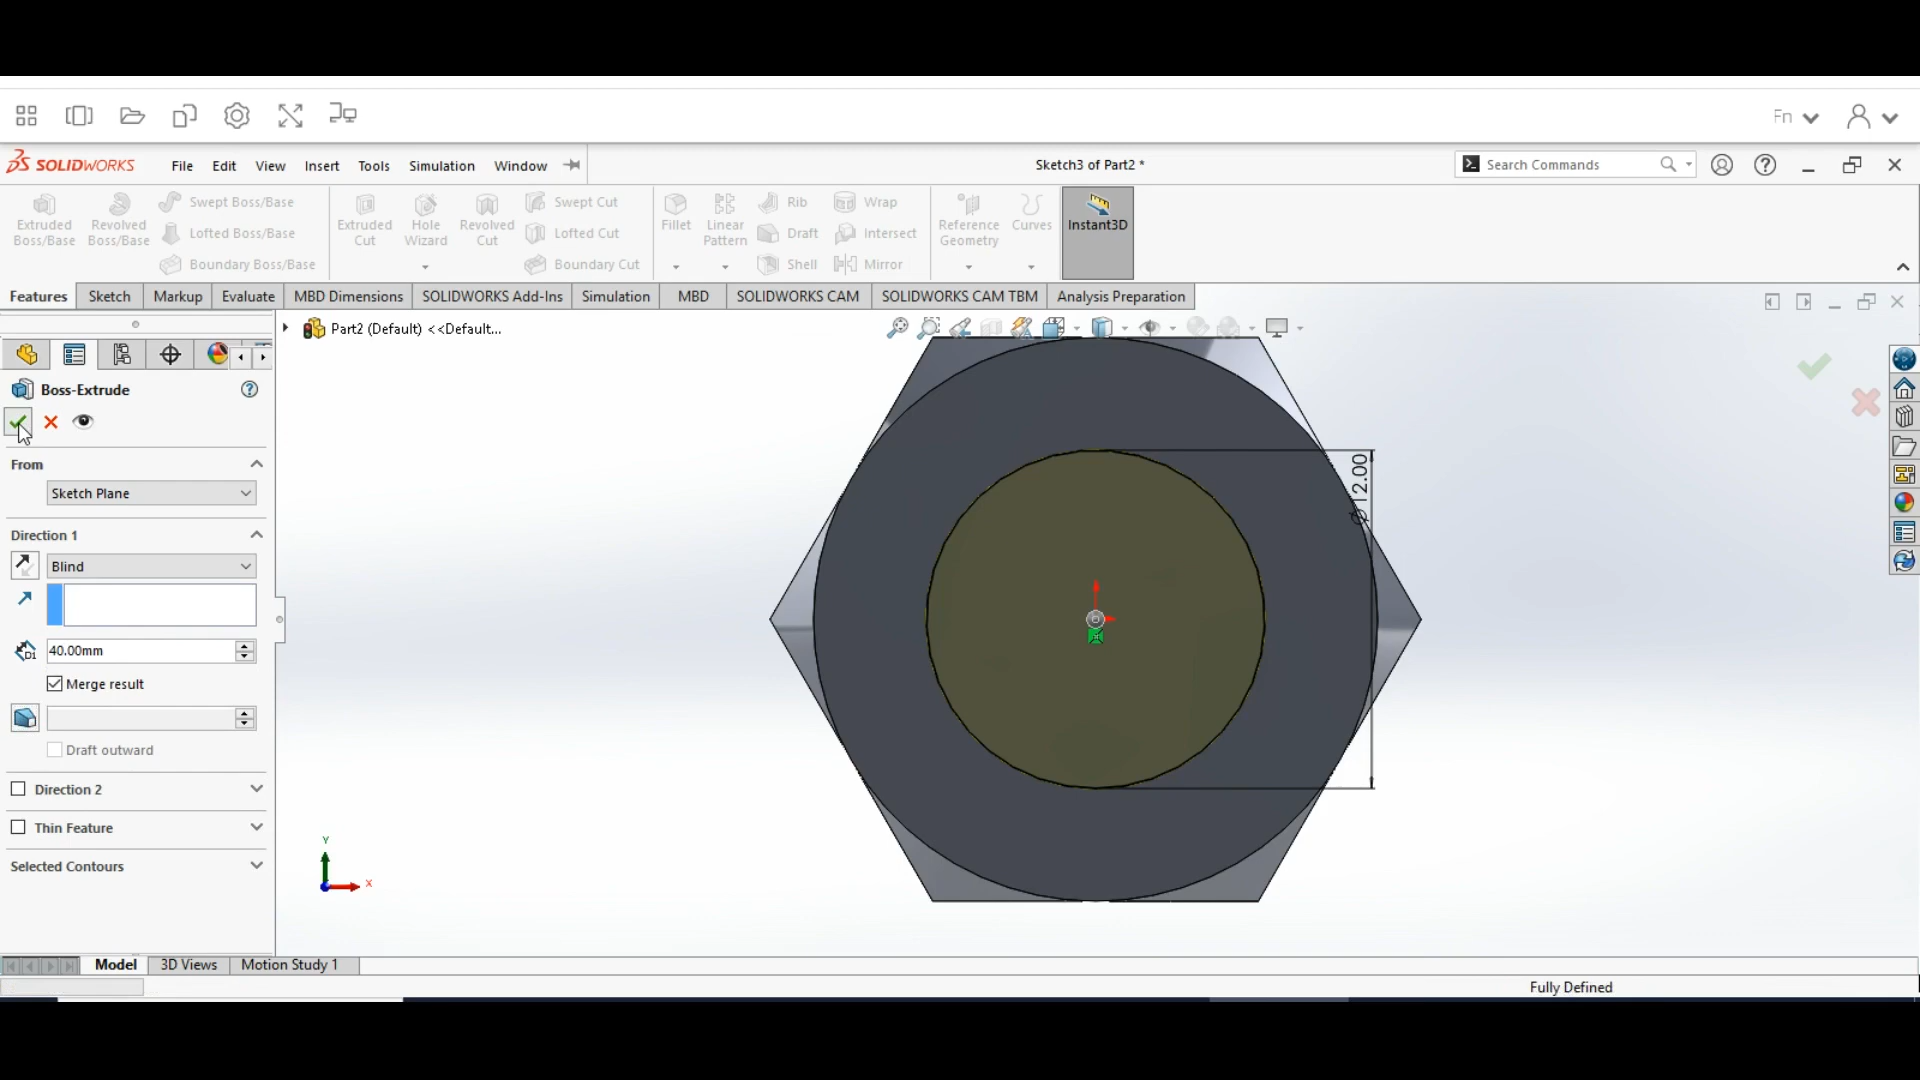 Fn
SOLIDWORKS File Edit View Insert Tools Simulation Window Sketch3 of Part2 * Search Commands
Extruded Boss/Base
Revolved Boss/Base
Swept Boss/Base
Lofted Boss/Base
Boundary Boss/Base
Extruded Cut
Hole Wizard
Revolved Cut
Swept Cut
Lofted Cut
Boundary Cut
Fillet
Linear Pattern
Rib
Draft
Shell
Wrap
Intersect
Mirror
Reference Geometry
Curves
Instant3D
Features Sketch Markup Evaluate MBD Dimensions SOLIDWORKS Add-Ins Simulation MBD SOLIDWORKS CAM SOLIDWORKS CAM TBM Analysis Preparation
Part2 (Default) <<Default...
Boss-Extrude
From
Sketch Plane
Direction 1
Blind
D1
40.00mm
Merge result
Draft outward
Direction 2
Thin Feature
Selected Contours
Ø12.00
Y
X
Model 3D Views Motion Study 1
Fully Defined